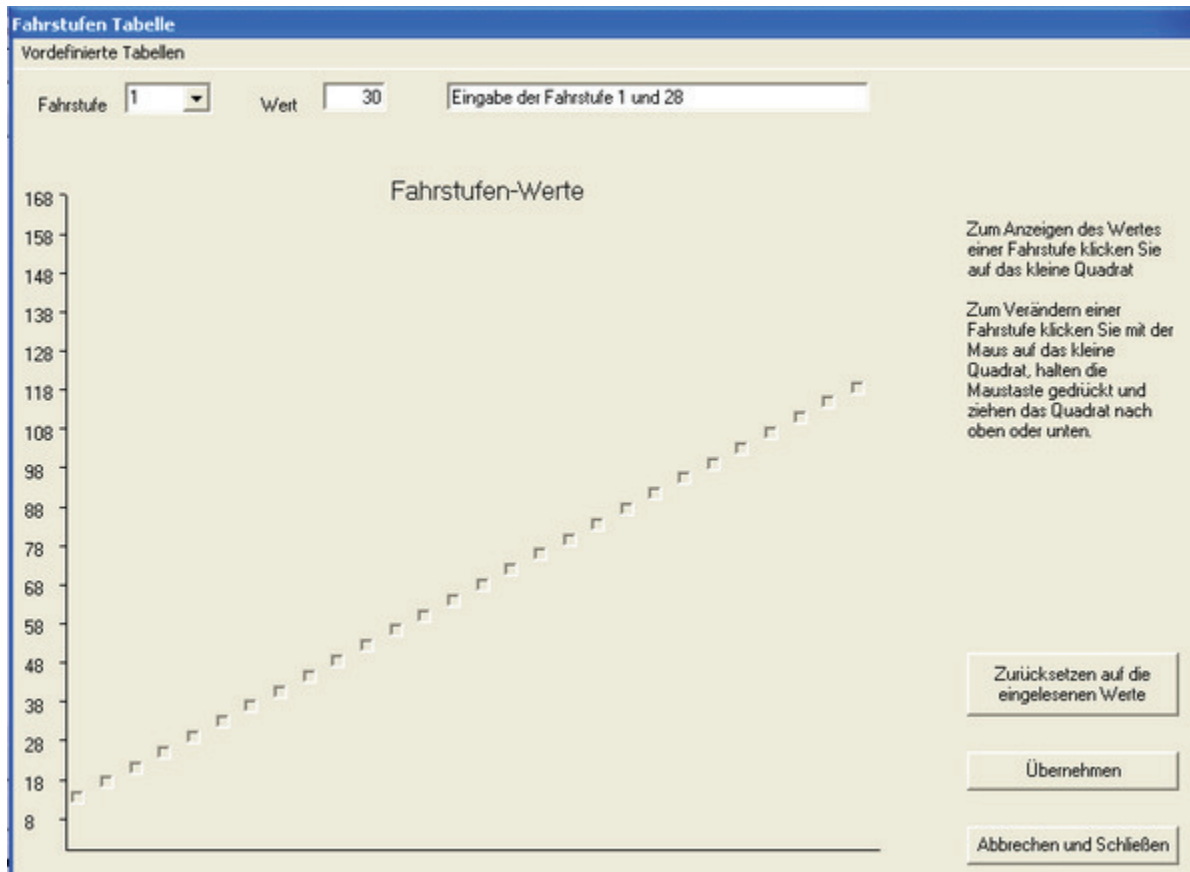 Fahrstufen Tabelle
Vordefinierte Tabellen
Fahrstufe 1 Wert 30 Eingabe der Fahrstufe 1 und 28
Fahrstufen-Werte
168
158
148
138
128
118
108
98
88
78
68
58
48
38
28
18
8
Zum Anzeigen des Wertes
einer Fahrstufe klicken Sie
auf das kleine Quadrat
Zum Verändern einer
Fahrstufe klicken Sie mit der
Maus auf das kleine
Quadrat, halten die
Maustaste gedrückt und
ziehen das Quadrat nach
oben oder unten.
Zurücksetzen auf die
eingelesenen Werte
Übernehmen
Abbrechen und Schließen